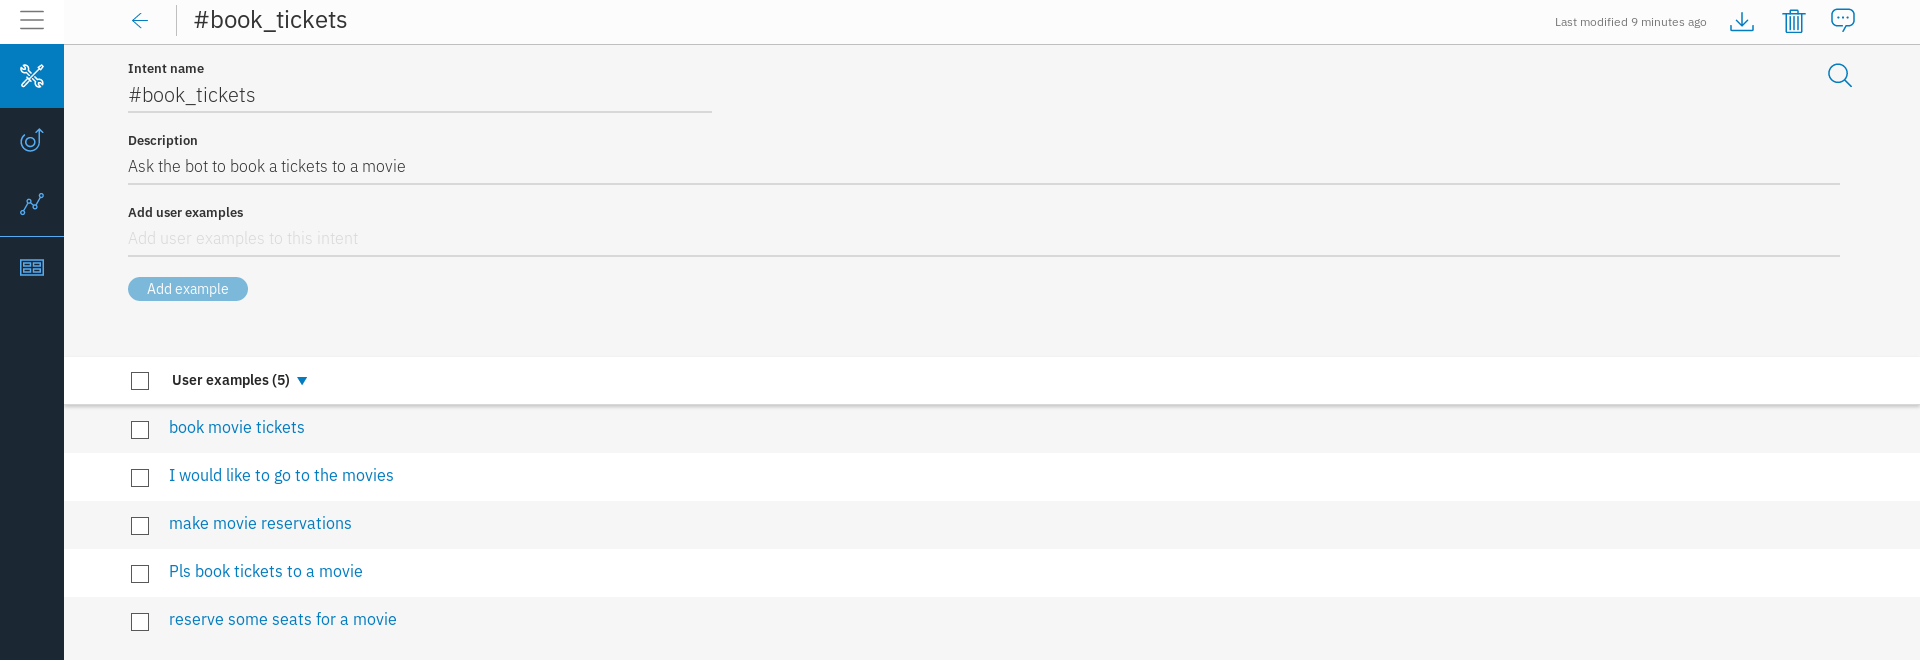 #book_tickets
Last modified 9 minutes ago
Intent name
#book_tickets
Description
Ask the bot to book a tickets to a movie
Add user examples
Add user examples to this intent
Add example
User examples (5)
book movie tickets
I would like to go to the movies
make movie reservations
Pls book tickets to a movie
reserve some seats for a movie